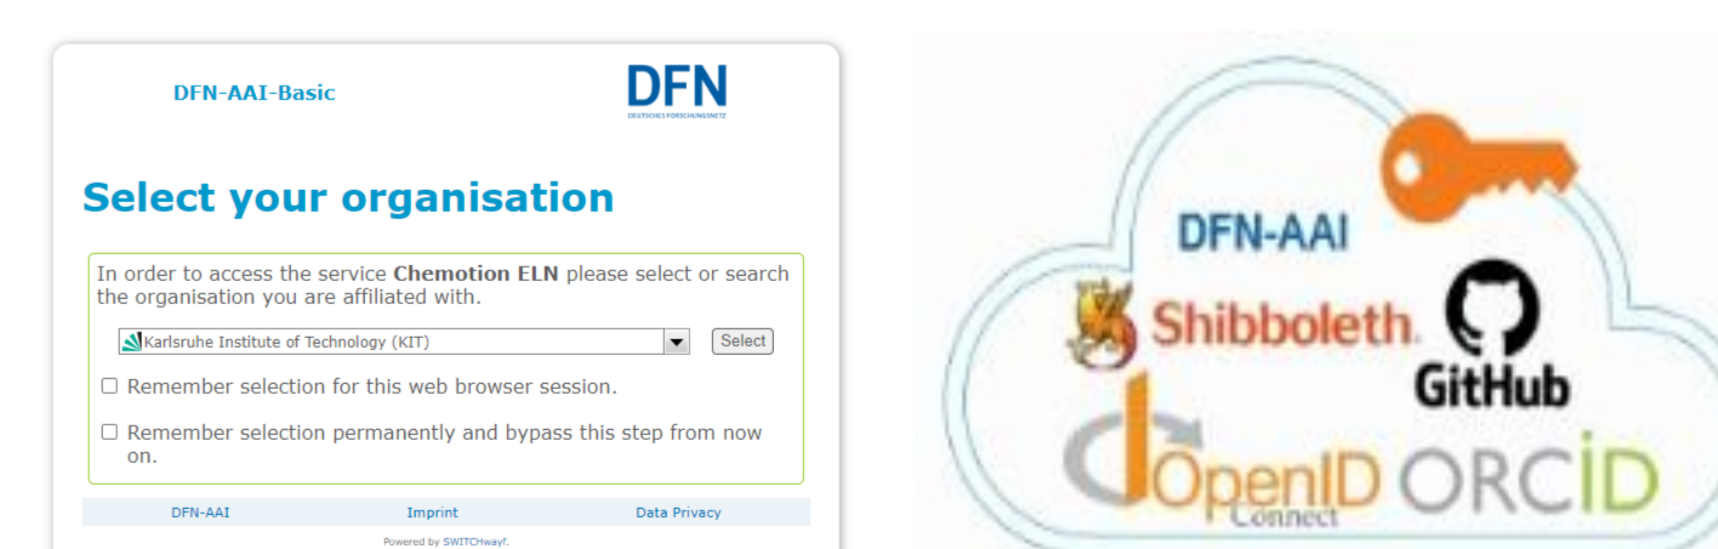 DFN-AAI-Basic
DFN
DEUTSCHES FORSCHUNGSNETZ
Select your organisation
In order to access the service Chemotion ELN please select or search
the organisation you are affiliated with.
Karlsruhe Institute of Technology (KIT)
Select
Remember selection for this web browser session.
Remember selection permanently and bypass this step from now
on.
DFN-AAI
Imprint
Data Privacy
Powered by SWITCHwayf.
DFN-AAI
Shibboleth.
GitHub
OpenID
Connect
ORCiD